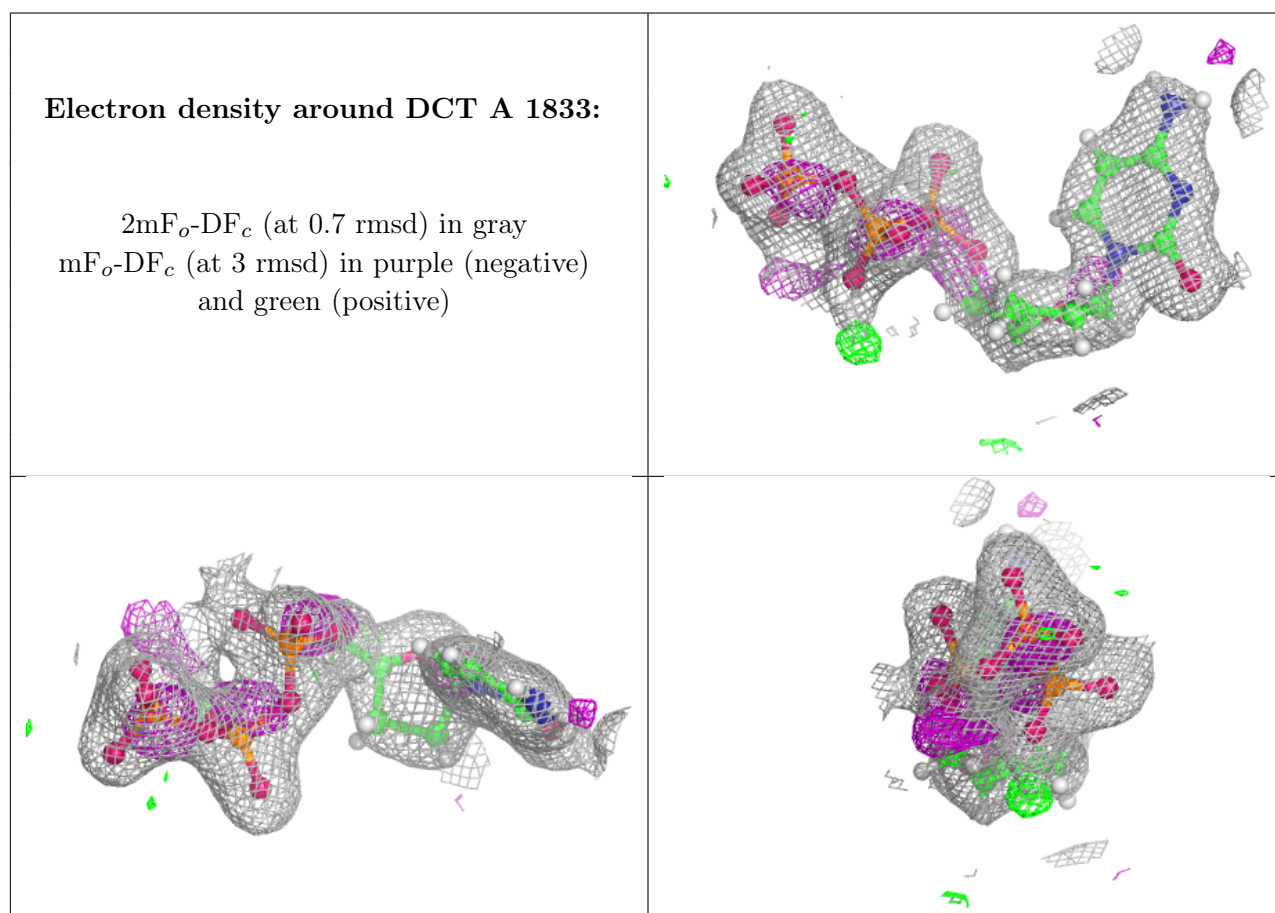 Electron density around DCT A 1833:
2mFo-DFc (at 0.7 rmsd) in gray
mFo-DFc (at 3 rmsd) in purple (negative)
and green (positive)